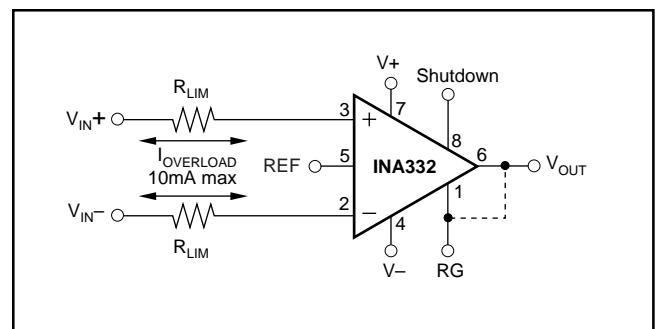 V+
Shutdown
RLIM
7
VIN+
3
+
8
IOVERLOAD
10mA max
REF
5
INA332
6
VOUT
1
VIN–
2
–
4
RLIM
V–
RG